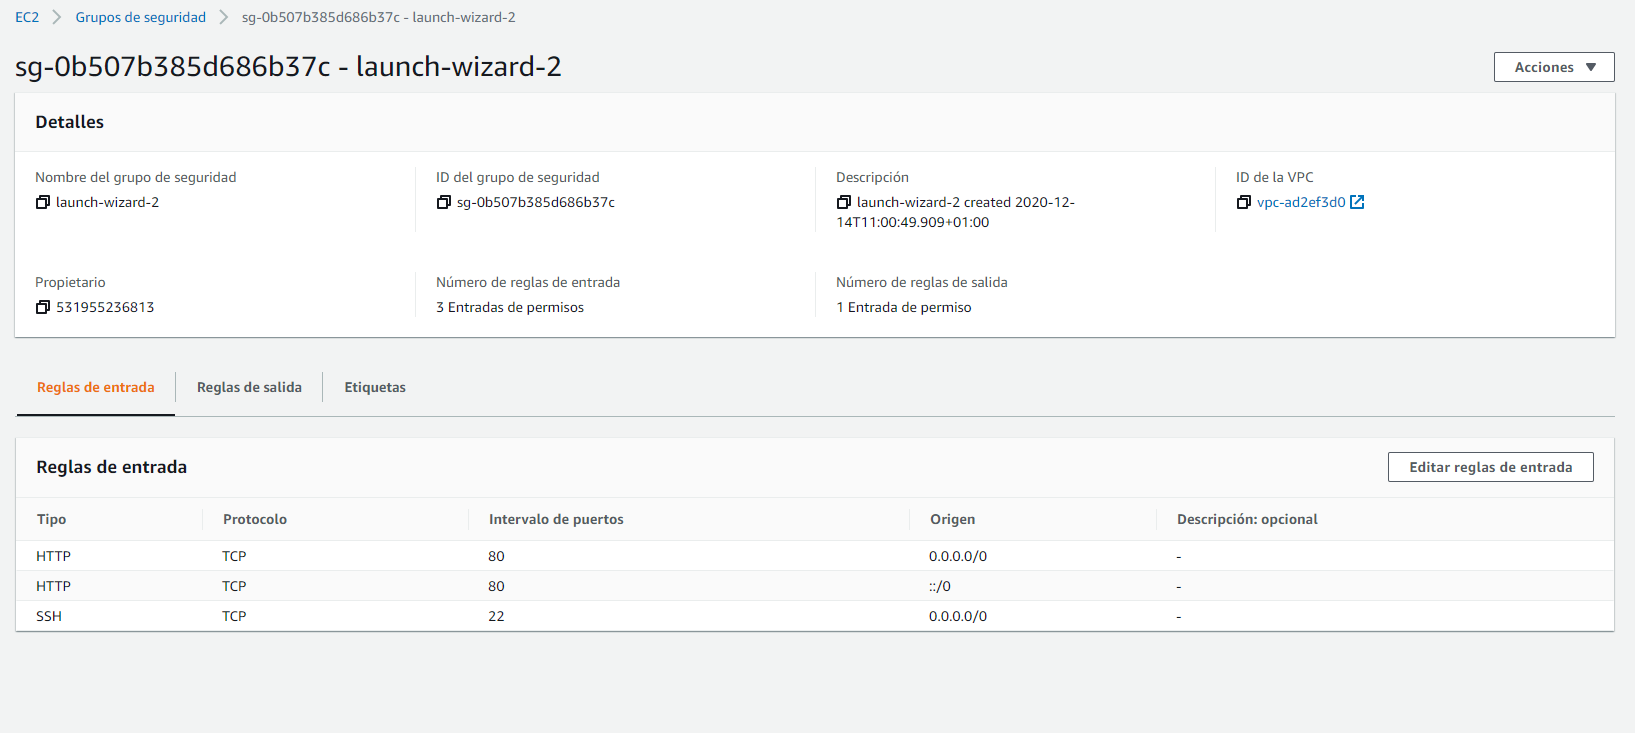 EC2 Grupos de seguridad sg-0b507b385d686b37c - launch-wizard-2
sg-0b507b385d686b37c - launch-wizard-2
Acciones
Detalles
Nombre del grupo de seguridad
launch-wizard-2
ID del grupo de seguridad
sg-0b507b385d686b37c
Descripción
launch-wizard-2 created 2020-12-
14T11:00:49.909+01:00
ID de la VPC
vpc-ad2ef3d0
Propietario
531955236813
Número de reglas de entrada
3 Entradas de permisos
Número de reglas de salida
1 Entrada de permiso
Reglas de entrada Reglas de salida Etiquetas
Reglas de entrada
Editar reglas de entrada
Tipo Protocolo Intervalo de puertos Origen Descripción: opcional
HTTP TCP 80 0.0.0.0/0 -
HTTP TCP 80 ::/0 -
SSH TCP 22 0.0.0.0/0 -